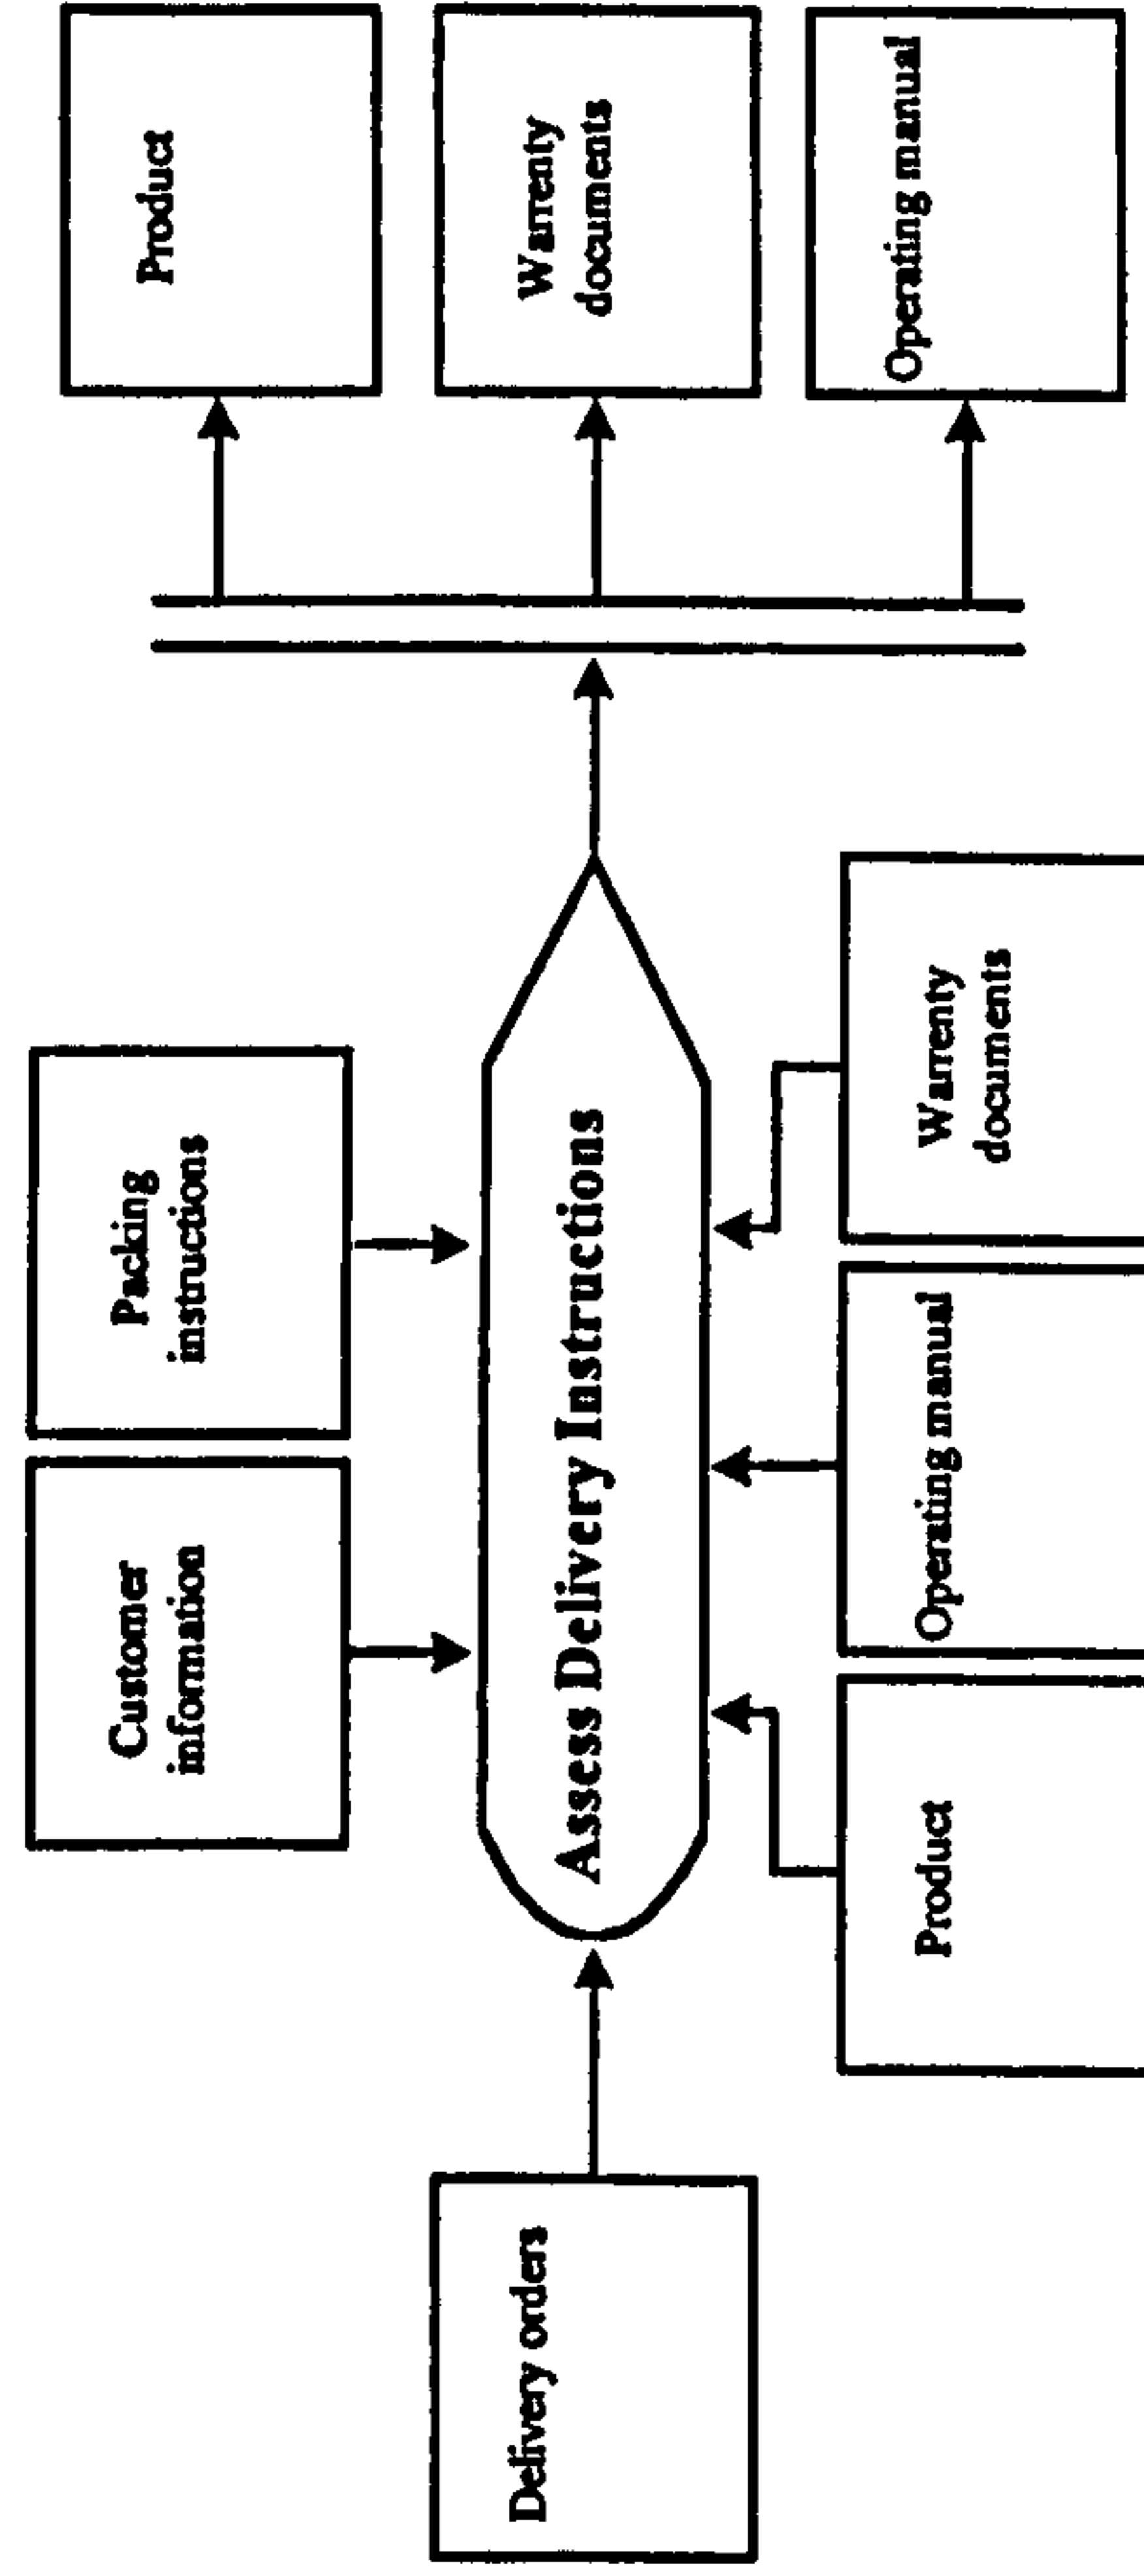 Customer
information
Packing
instructions
Product
Delivery orders
Assess Delivery Instructions
Warrenty
documents
Product
Operating manual
Warrenty
documents
Operating manual